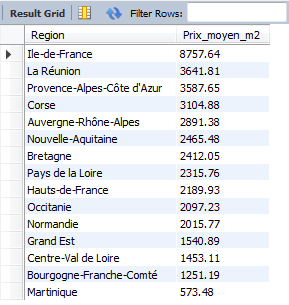 Result Grid Filter Rows:
Region Prix_moyen_m2
Ile-de-France 8757.64
La Réunion 3641.81
Provence-Alpes-Côte d'Azur 3587.65
Corse 3104.88
Auvergne-Rhône-Alpes 2891.38
Nouvelle-Aquitaine 2465.48
Bretagne 2412.05
Pays de la Loire 2315.76
Hauts-de-France 2189.93
Occitanie 2097.23
Normandie 2015.77
Grand Est 1540.89
Centre-Val de Loire 1453.11
Bourgogne-Franche-Comté 1251.19
Martinique 573.48